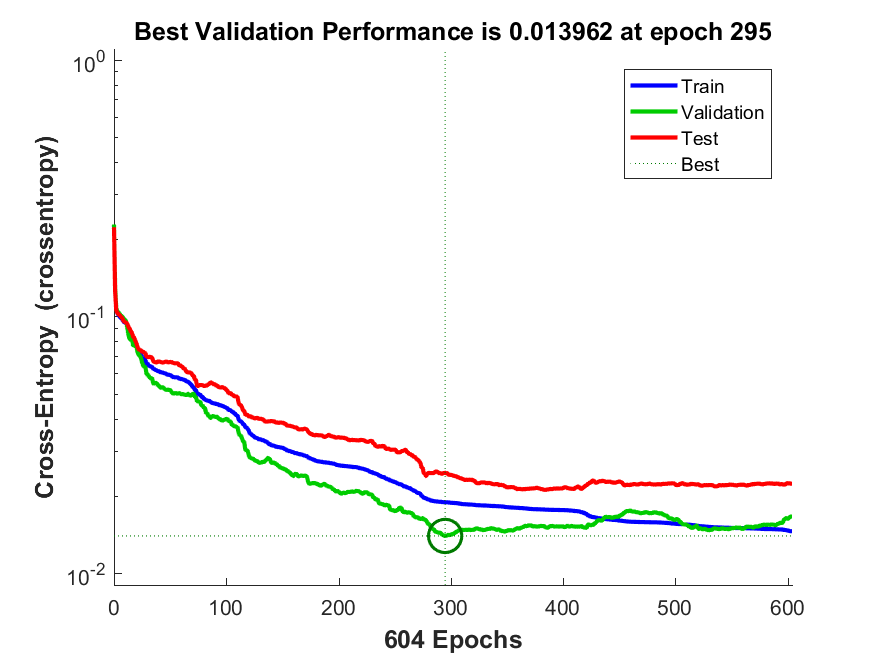 Best Validation Performance is 0.013962 at epoch 295
10^0
10^-1
10^-2
Cross-Entropy (crossentropy)
Train
Validation
Test
Best
0 100 200 300 400 500 600
604 Epochs